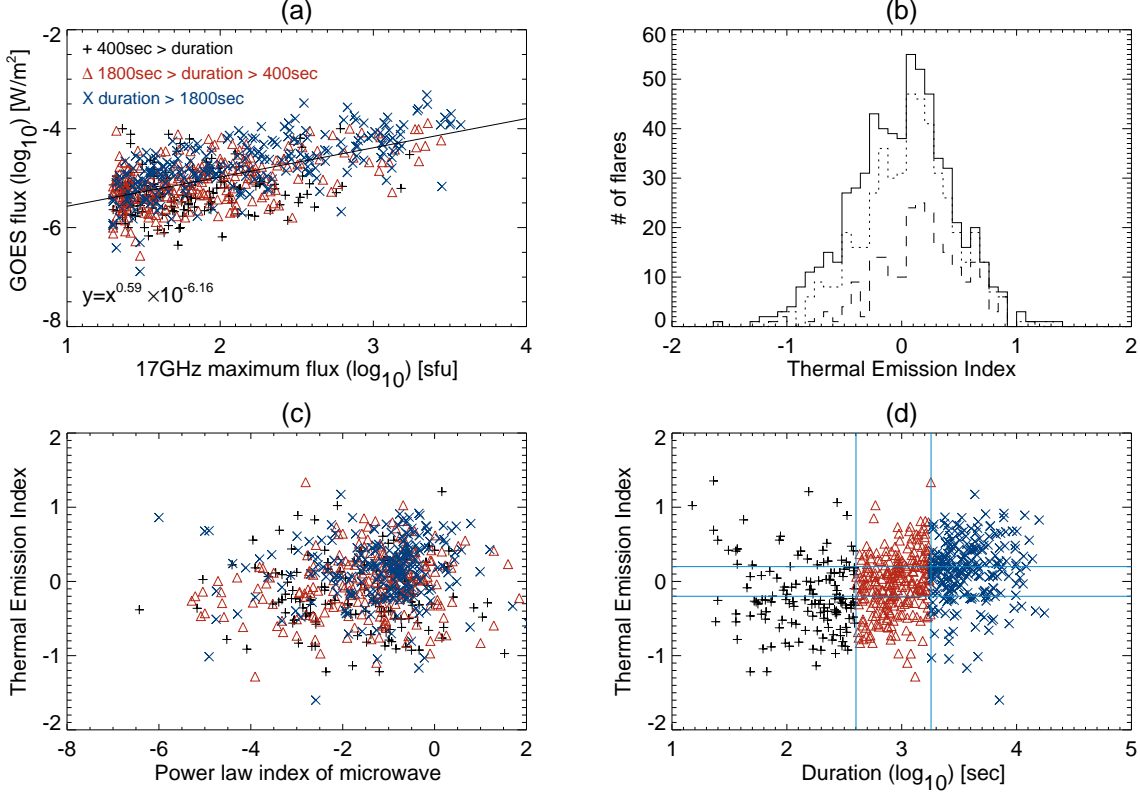 (a)
-2
-4
-6
-8
GOES flux (log10) [W/m2]
+ 400sec > duration
Δ 1800sec > duration > 400sec
X duration > 1800sec
y=x0.59 ×10-6.16
1 2 3 4
17GHz maximum flux (log10) [sfu]
(b)
60
50
40
30
20
10
0
# of flares
-2 -1 0 1 2
Thermal Emission Index
(c)
2
1
0
-1
-2
Thermal Emission Index
-8 -6 -4 -2 0 2
Power law index of microwave
(d)
2
1
0
-1
-2
Thermal Emission Index
1 2 3 4 5
Duration (log10) [sec]